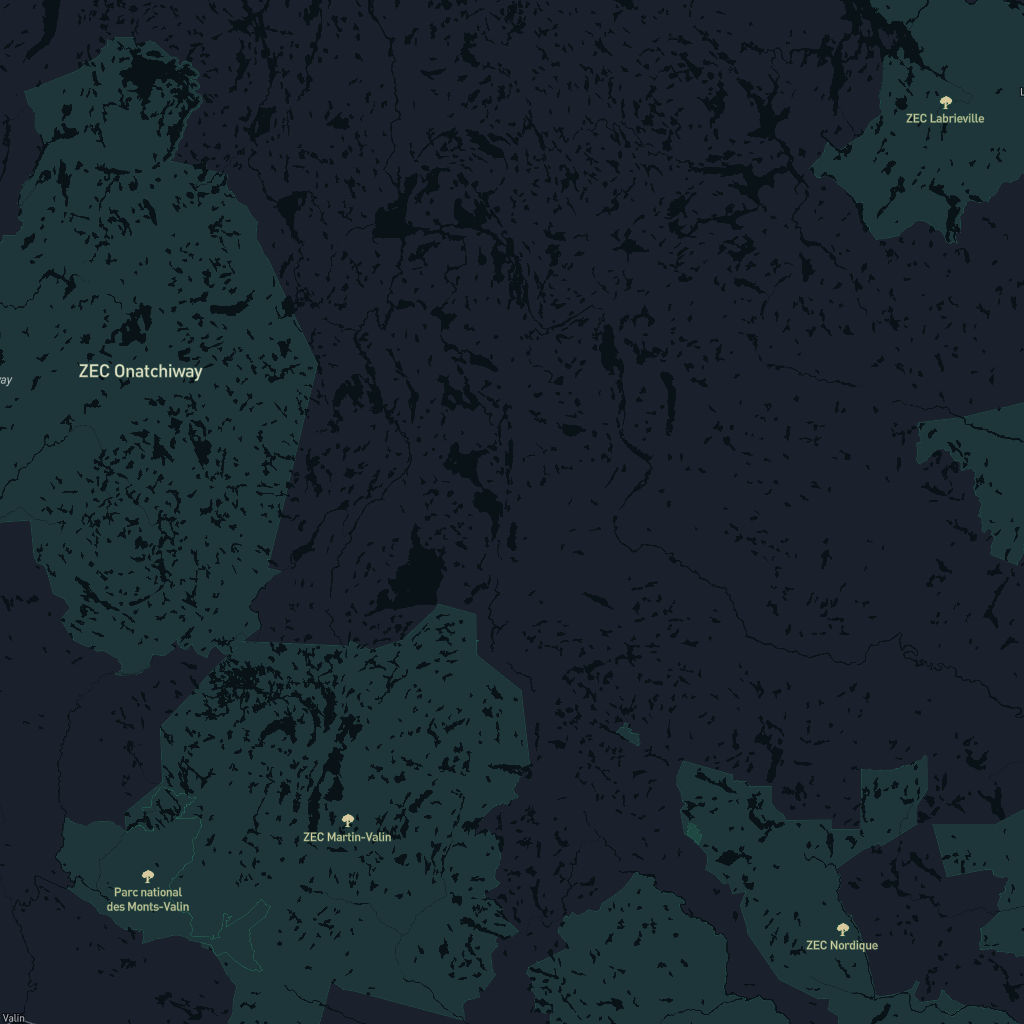 ZEC Labrieville
ZEC Onatchiway
ZEC Martin-Valin
Parc national
des Monts-Valin
ZEC Nordique
Valin